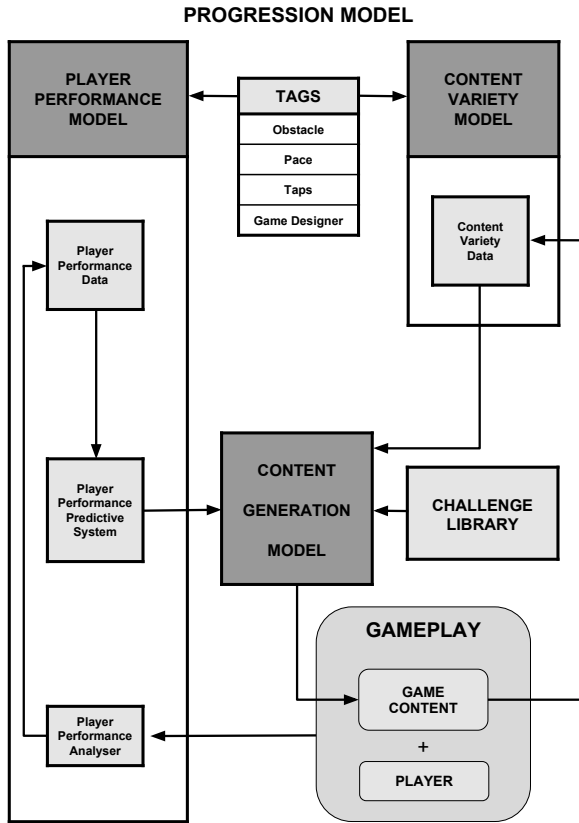 PROGRESSION MODEL
PLAYER
PERFORMANCE
MODEL
TAGS
Obstacle
Pace
Taps
Game Designer
CONTENT
VARIETY
MODEL
Content
Variety
Data
Player
Performance
Data
Player
Performance
Predictive
System
CONTENT
GENERATION
MODEL
CHALLENGE
LIBRARY
GAMEPLAY
GAME
CONTENT
+
PLAYER
Player
Performance
Analyser